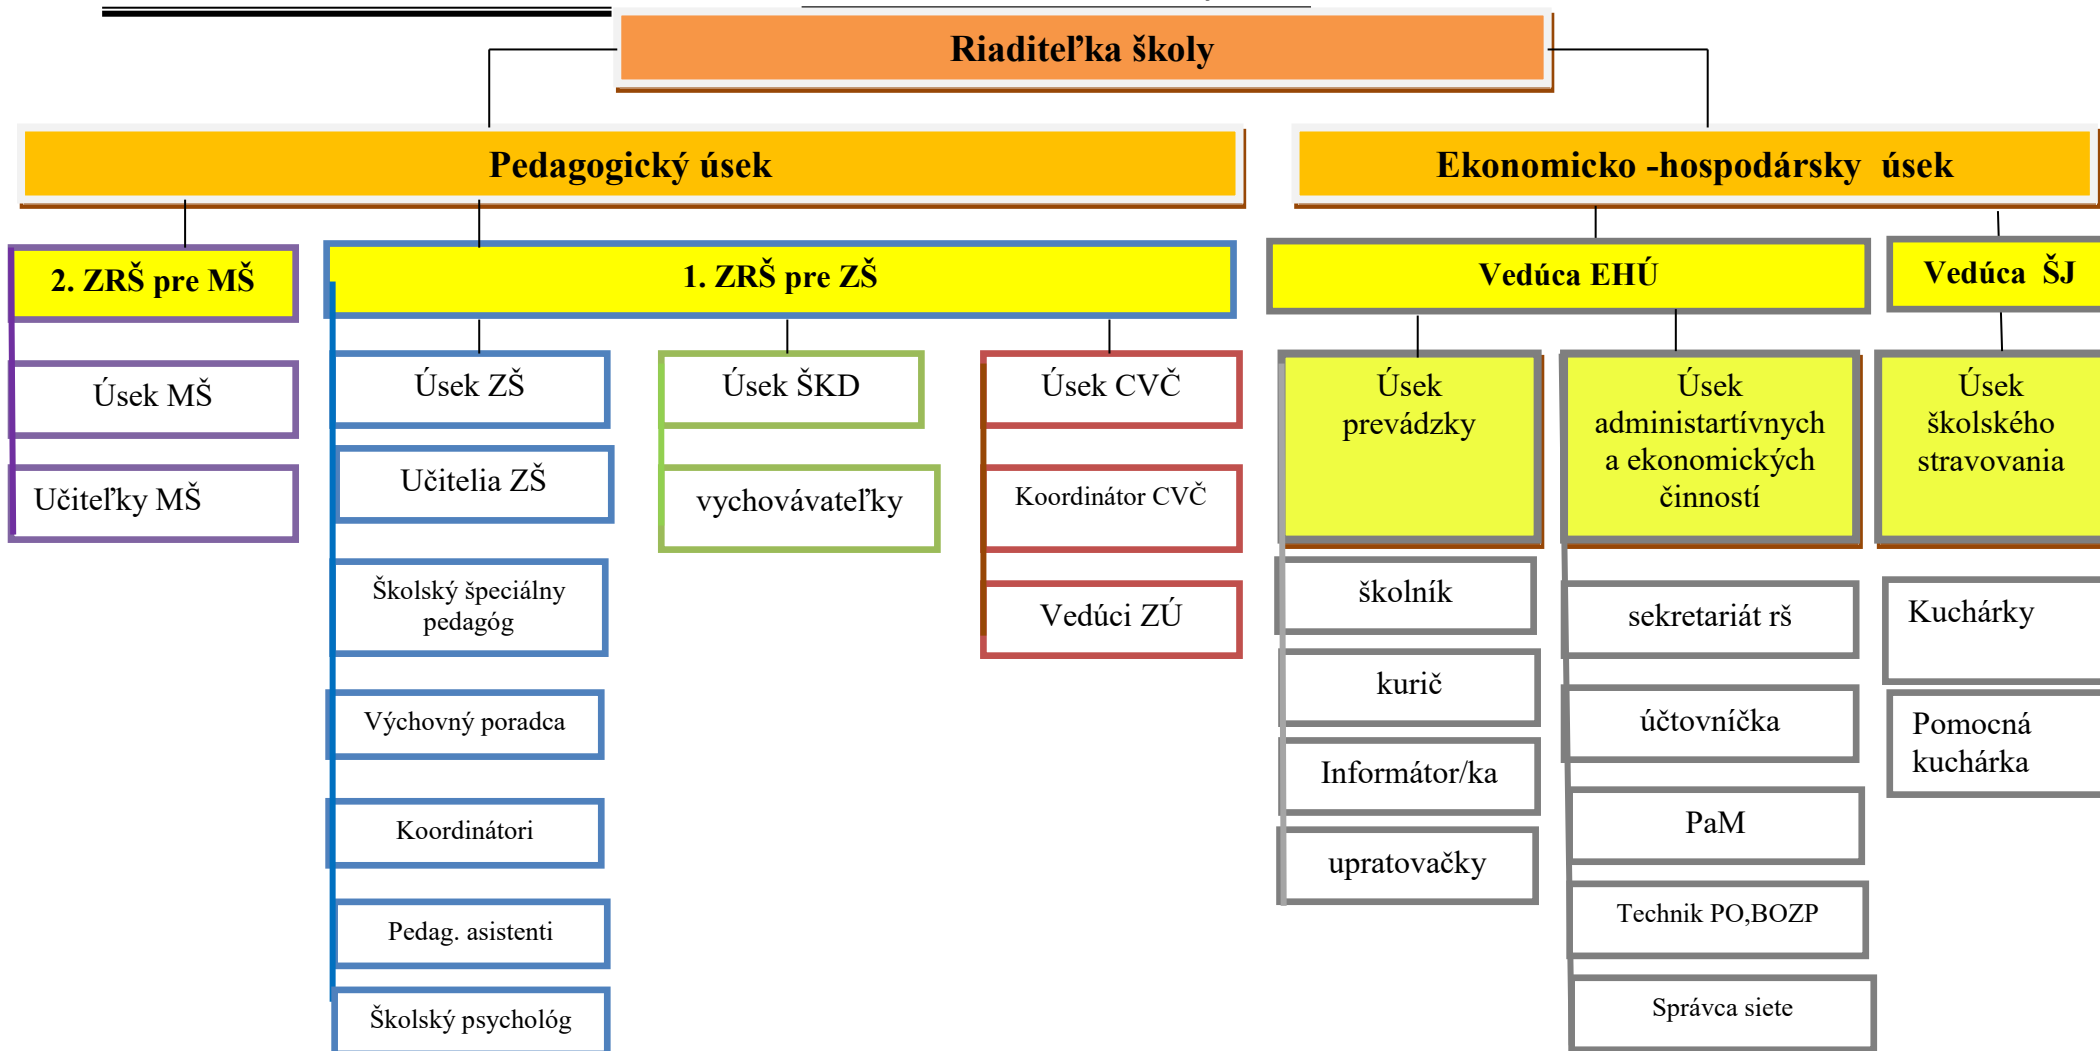 Riaditeľka školy
Pedagogický úsek
Ekonomicko -hospodársky úsek
2. ZRŠ pre MŠ
1. ZRŠ pre ZŠ
Vedúca EHÚ
Vedúca ŠJ
Úsek MŠ
Učiteľky MŠ
Úsek ZŠ
Učitelia ZŠ
Školský špeciálny
pedagóg
Výchovný poradca
Koordinátori
Pedag. asistenti
Školský psychológ
Úsek ŠKD
vychovávateľky
Úsek CVČ
Koordinátor CVČ
Vedúci ZÚ
Úsek
prevádzky
školník
kurič
Informátor/ka
upratovačky
Úsek
administartívnych
a ekonomických
činností
sekretariát rš
účtovníčka
PaM
Technik PO,BOZP
Správca siete
Úsek
školského
stravovania
Kuchárky
Pomocná
kuchárka